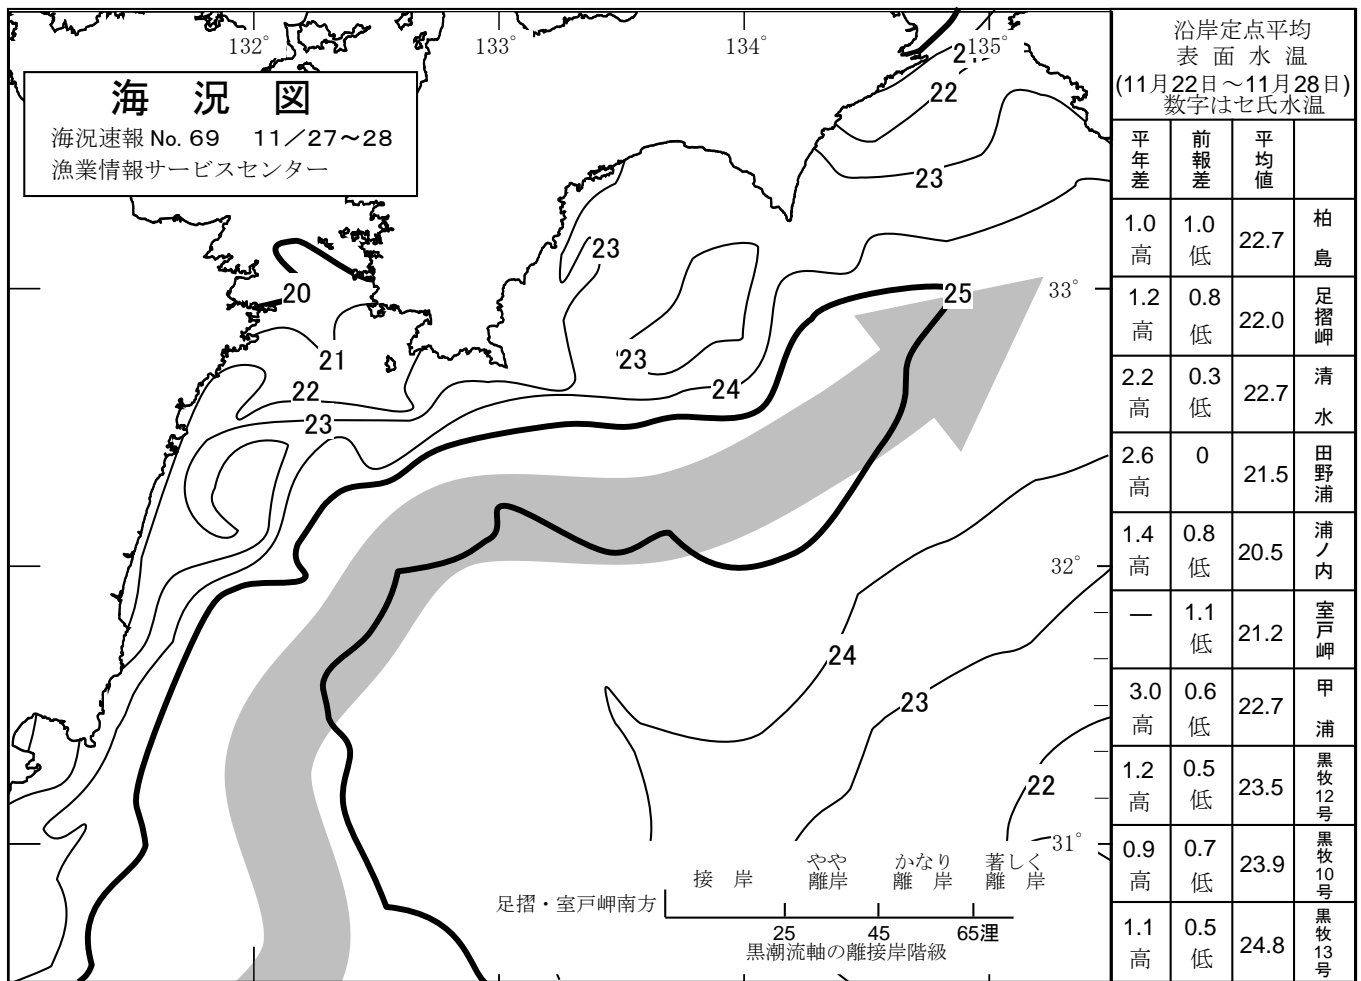 海 況 図
海況速報 No. 69 11／27～28
漁業情報サービスセンター
132°
133°
134°
135°
21
22
23
23
20
21
22
23
23
24
25
33°
32°
24
23
22
31°
接 岸
やや
離岸
かなり
離 岸
著しく
離 岸
足摺・室戸岬南方
25
45
65浬
黒潮流軸の離接岸階級
沿岸定点平均
表 面 水 温
(11月22日～11月28日)
数字はセ氏水温
平年差 前報差 平均値
1.0高 1.0低 22.7 柏島
1.2高 0.8低 22.0 足摺岬
2.2高 0.3低 22.7 清水
2.6高 0 21.5 田野浦
1.4高 0.8低 20.5 浦ノ内
― 1.1低 21.2 室戸岬
3.0高 0.6低 22.7 甲浦
1.2高 0.5低 23.5 黒牧12号
0.9高 0.7低 23.9 黒牧10号
1.1高 0.5低 24.8 黒牧13号